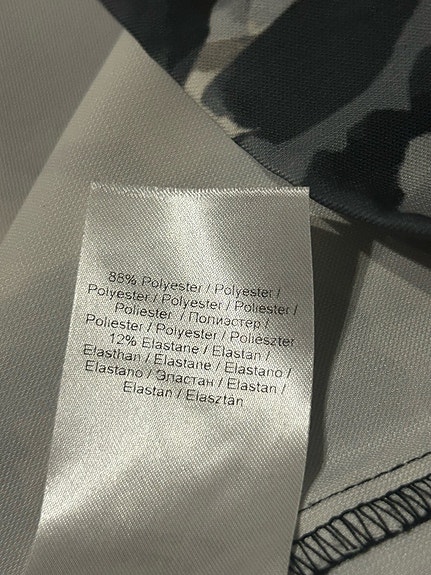 88% Polyester / Polyester /
Polyester / Polyester / Poliester /
Poliester / Полиэстер /
Poliester / Polyester / Polieszter
12% Elastane / Elastan /
Elasthan / Elastane / Elastano /
Elastano / Эластан / Elastan /
Elastan / Elasztán